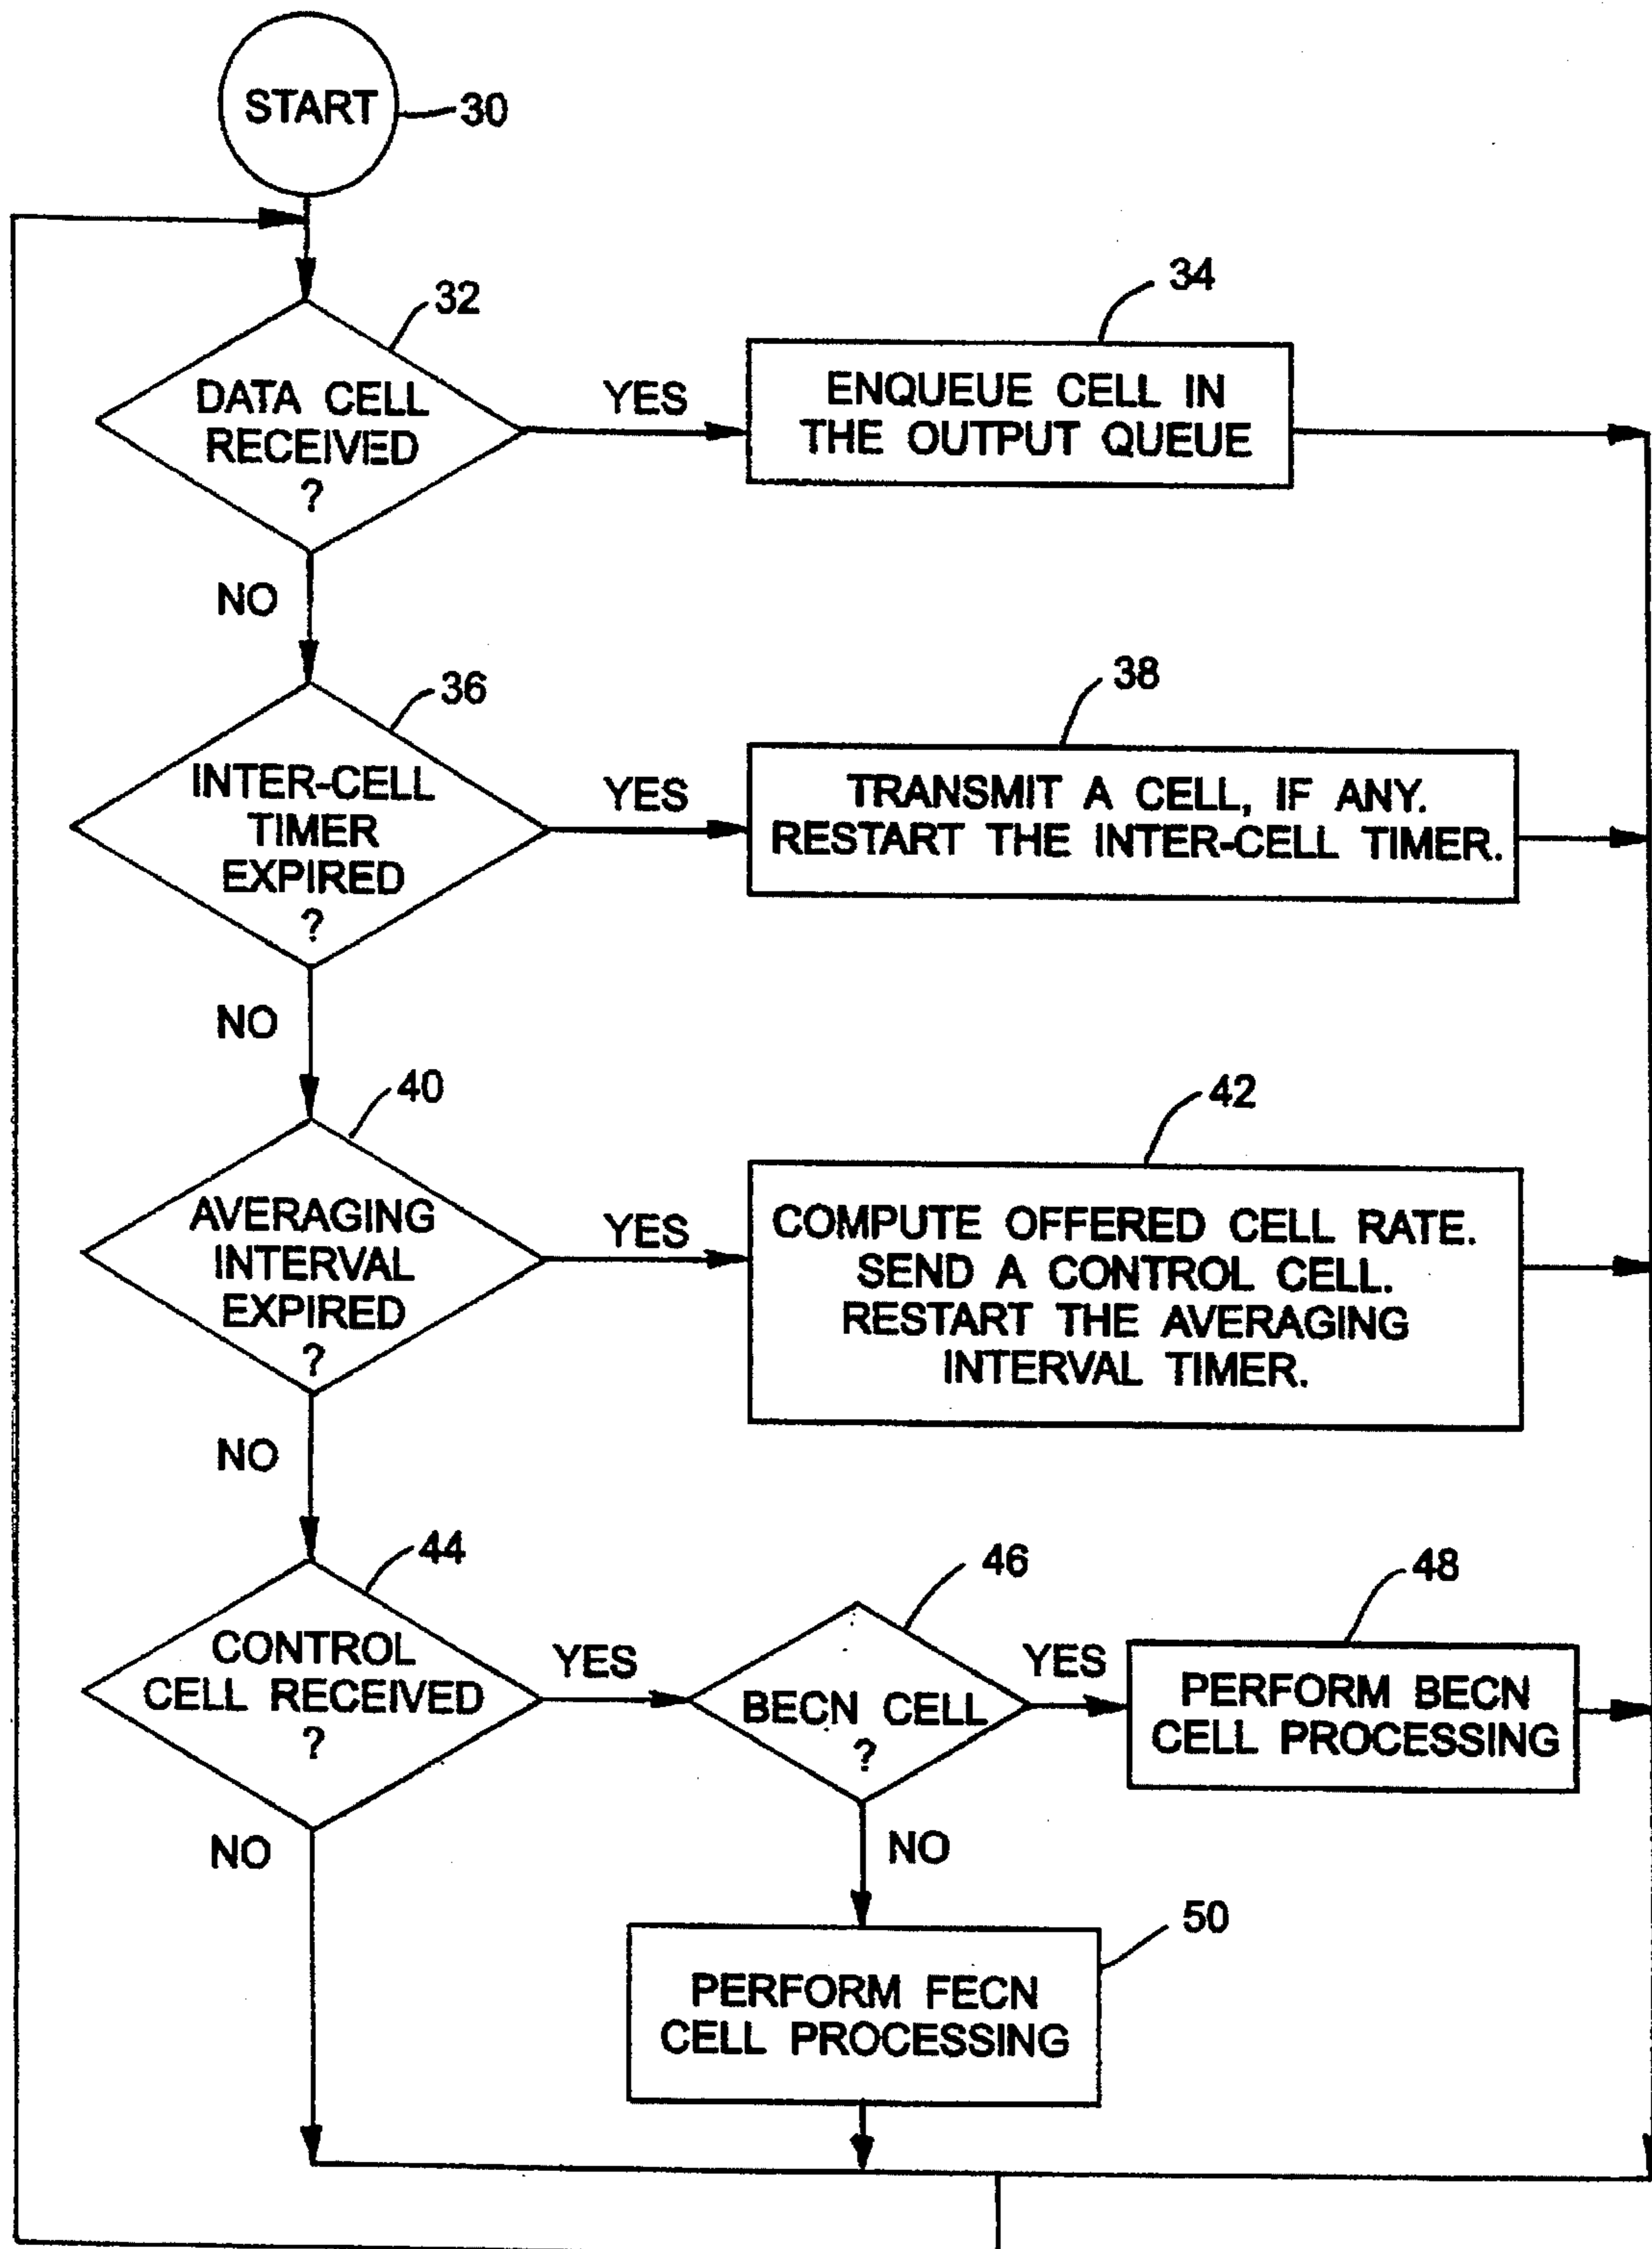 START
30
32
DATA CELL
RECEIVED
?
YES
34
ENQUEUE CELL IN
THE OUTPUT QUEUE
NO
36
INTER-CELL
TIMER
EXPIRED
?
YES
38
TRANSMIT A CELL, IF ANY.
RESTART THE INTER-CELL TIMER.
NO
40
AVERAGING
INTERVAL
EXPIRED
?
YES
42
COMPUTE OFFERED CELL RATE.
SEND A CONTROL CELL.
RESTART THE AVERAGING
INTERVAL TIMER.
NO
44
CONTROL
CELL RECEIVED
?
YES
46
BECN CELL
?
YES
48
PERFORM BECN
CELL PROCESSING
NO
NO
50
PERFORM FECN
CELL PROCESSING